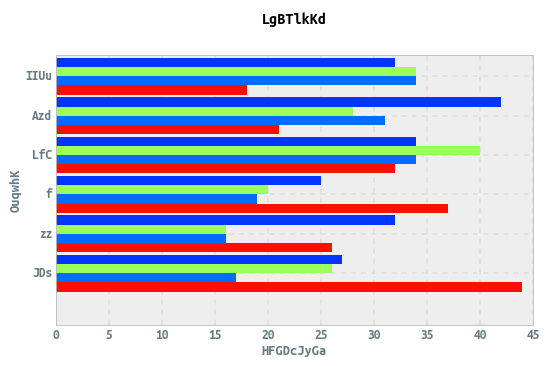 LgBTlkKd
IIUu
Azd
LfC
f
zz
JDs
OuqwhK
0 5 10 15 20 25 30 35 40 45
HFGDcJyGa